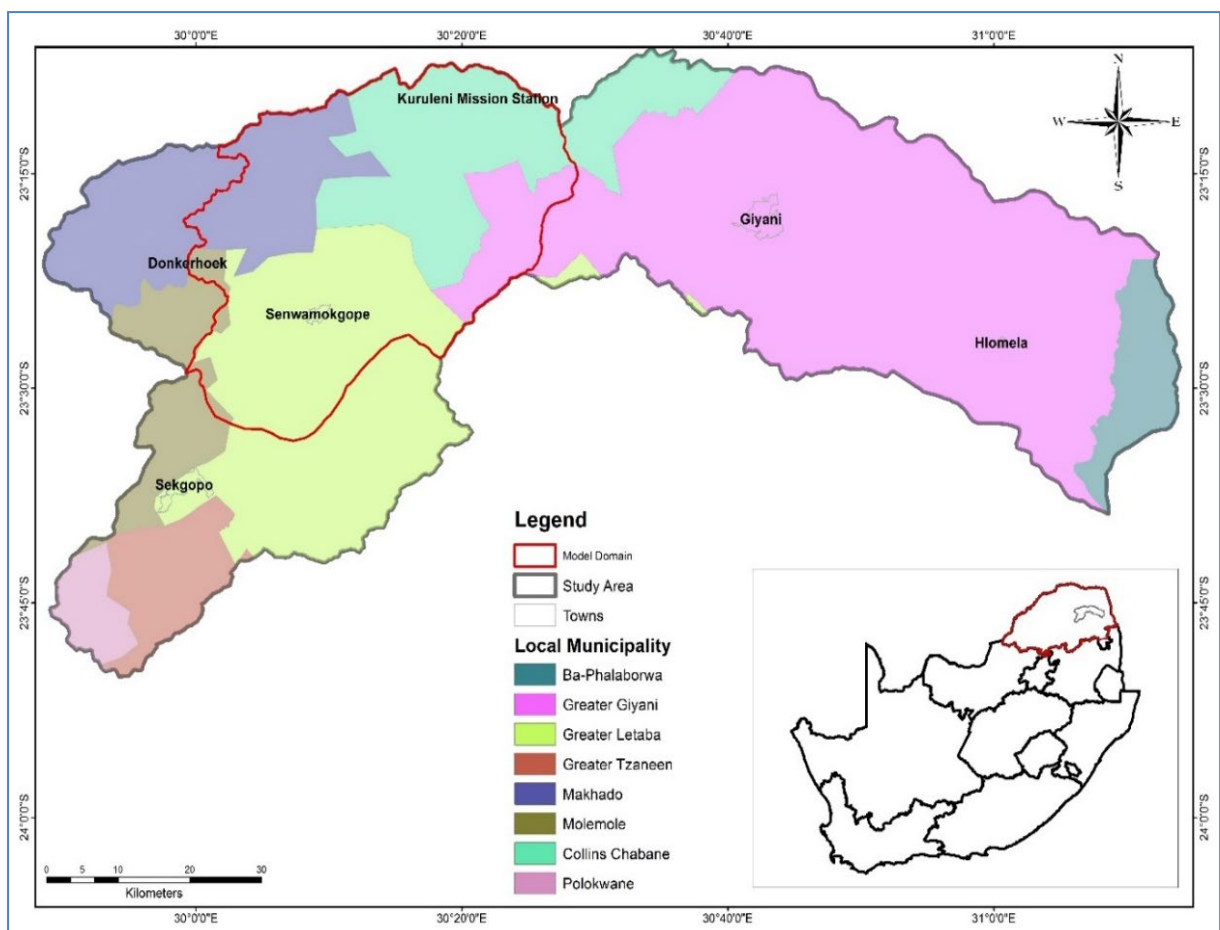 30°0'0"E
30°20'0"E
30°40'0"E
31°0'0"E
N
W
E
S
Kuruleni Mission Station
23°15'0"S
23°15'0"S
Giyani
Donkerhoek
Senwamokgope
Hlomela
23°30'0"S
23°30'0"S
Sekgopo
Legend
Model Domain
Study Area
Towns
23°45'0"S
23°45'0"S
Local Municipality
Ba-Phalaborwa
Greater Giyani
Greater Letaba
Greater Tzaneen
Makhado
Molemole
Collins Chabane
Polokwane
24°0'0"S
24°0'0"S
0 5 10 20 30
Kilometers
30°0'0"E
30°20'0"E
30°40'0"E
31°0'0"E